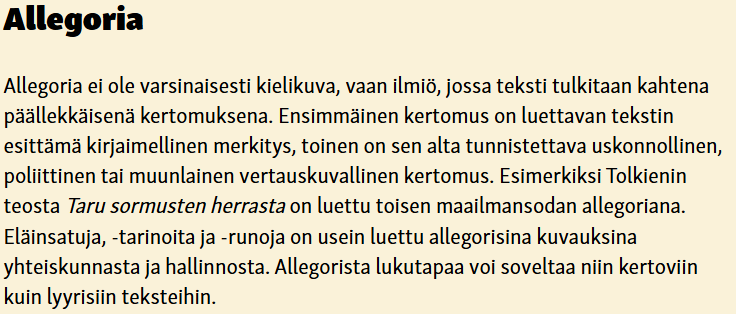 Allegoria
Allegoria ei ole varsinaisesti kielikuva, vaan ilmiö, jossa teksti tulkitaan kahtena
päällekkäisenä kertomuksena. Ensimmäinen kertomus on luettavan tekstin
esittämä kirjaimellinen merkitys, toinen on sen alta tunnistettava uskonnollinen,
poliittinen tai muunlainen vertauskuvallinen kertomus. Esimerkiksi Tolkienin
teosta Taru sormusten herrasta on luettu toisen maailmansodan allegoriana.
Eläinsatuja, -tarinoita ja -runoja on usein luettu allegorisina kuvauksina
yhteiskunnasta ja hallinnosta. Allegorista lukutapaa voi soveltaa niin kertoviin
kuin lyyrisiin teksteihin.